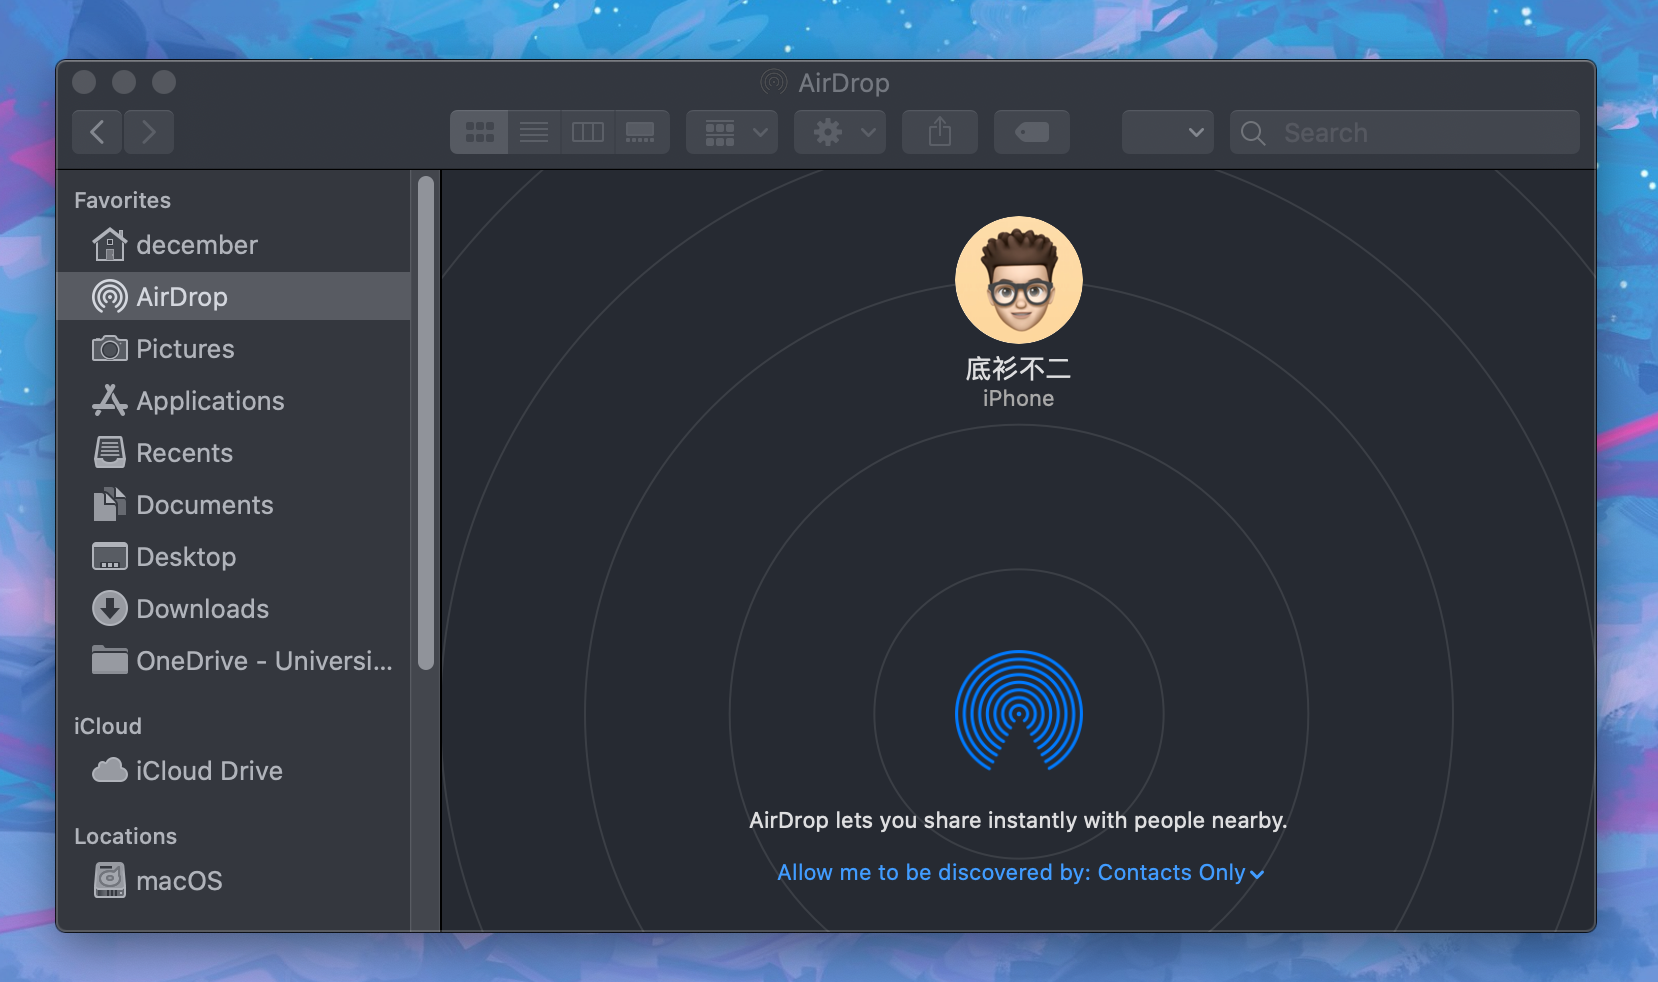 AirDrop
Search
Favorites
december
AirDrop
Pictures
Applications
Recents
Documents
Desktop
Downloads
OneDrive - Universi...
iCloud
iCloud Drive
Locations
macOS
底衫不二
iPhone
AirDrop lets you share instantly with people nearby.
Allow me to be discovered by: Contacts Only